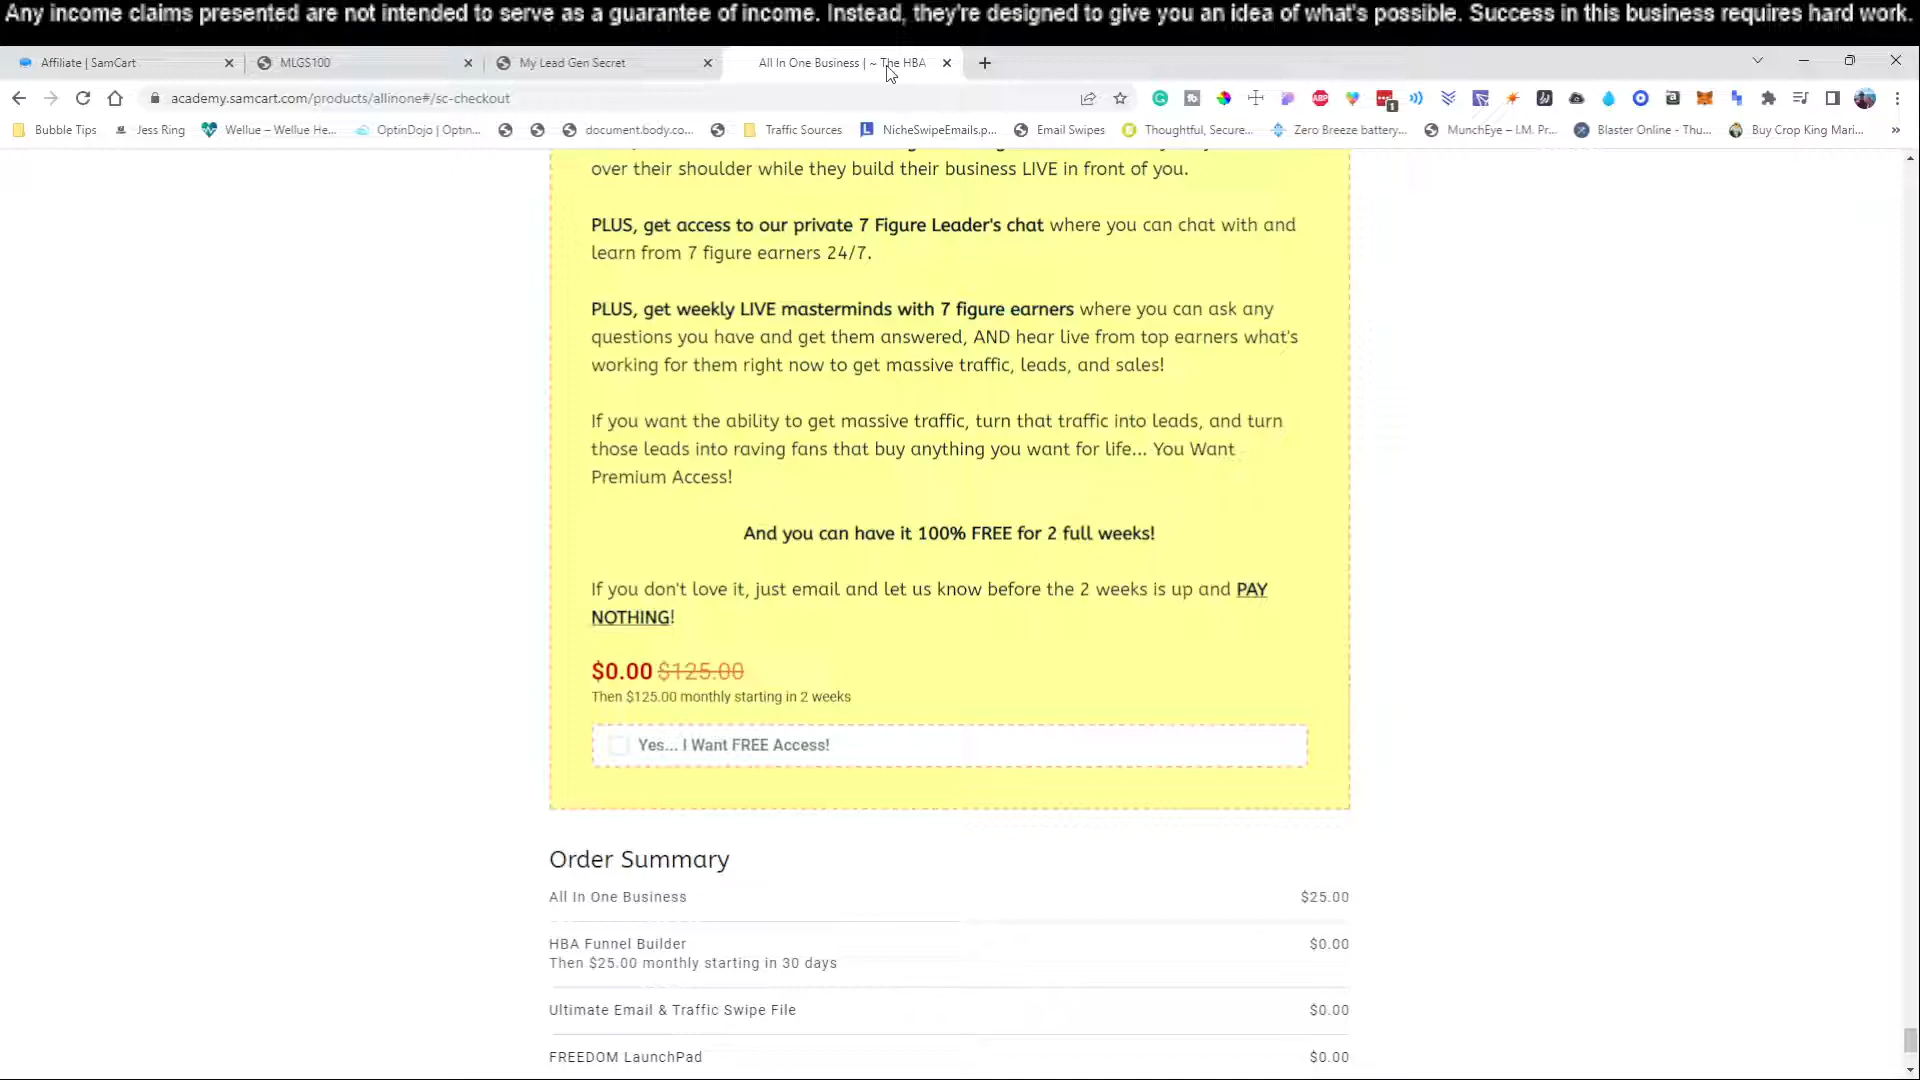 Any income claims presented are not intended to serve as a guarantee of income. Instead, they're designed to give you an idea of what's possible. Success in this business requires hard work.
Affiliate | SamCart
MLGS100
My Lead Gen Secret
All In One Business | ~ The HBA
academy.samcart.com/products/allinone#/sc-checkout
Bubble Tips
Jess Ring
Wellue – Wellue He...
OptinDojo | Optin...
document.body.co...
Traffic Sources
NicheSwipeEmails.p...
Email Swipes
Thoughtful, Secure...
Zero Breeze battery...
MunchEye – I.M. Pr...
Blaster Online - Thu...
Buy Crop King Mari...
over their shoulder while they build their business LIVE in front of you.
PLUS, get access to our private 7 Figure Leader's chat where you can chat with and
learn from 7 figure earners 24/7.
PLUS, get weekly LIVE masterminds with 7 figure earners where you can ask any
questions you have and get them answered, AND hear live from top earners what's
working for them right now to get massive traffic, leads, and sales!
If you want the ability to get massive traffic, turn that traffic into leads, and turn
those leads into raving fans that buy anything you want for life... You Want
Premium Access!
And you can have it 100% FREE for 2 full weeks!
If you don't love it, just email and let us know before the 2 weeks is up and PAY
NOTHING!
$0.00 $125.00
Then $125.00 monthly starting in 2 weeks
Yes... I Want FREE Access!
Order Summary
All In One Business $25.00
HBA Funnel Builder $0.00
Then $25.00 monthly starting in 30 days
Ultimate Email & Traffic Swipe File $0.00
FREEDOM LaunchPad $0.00